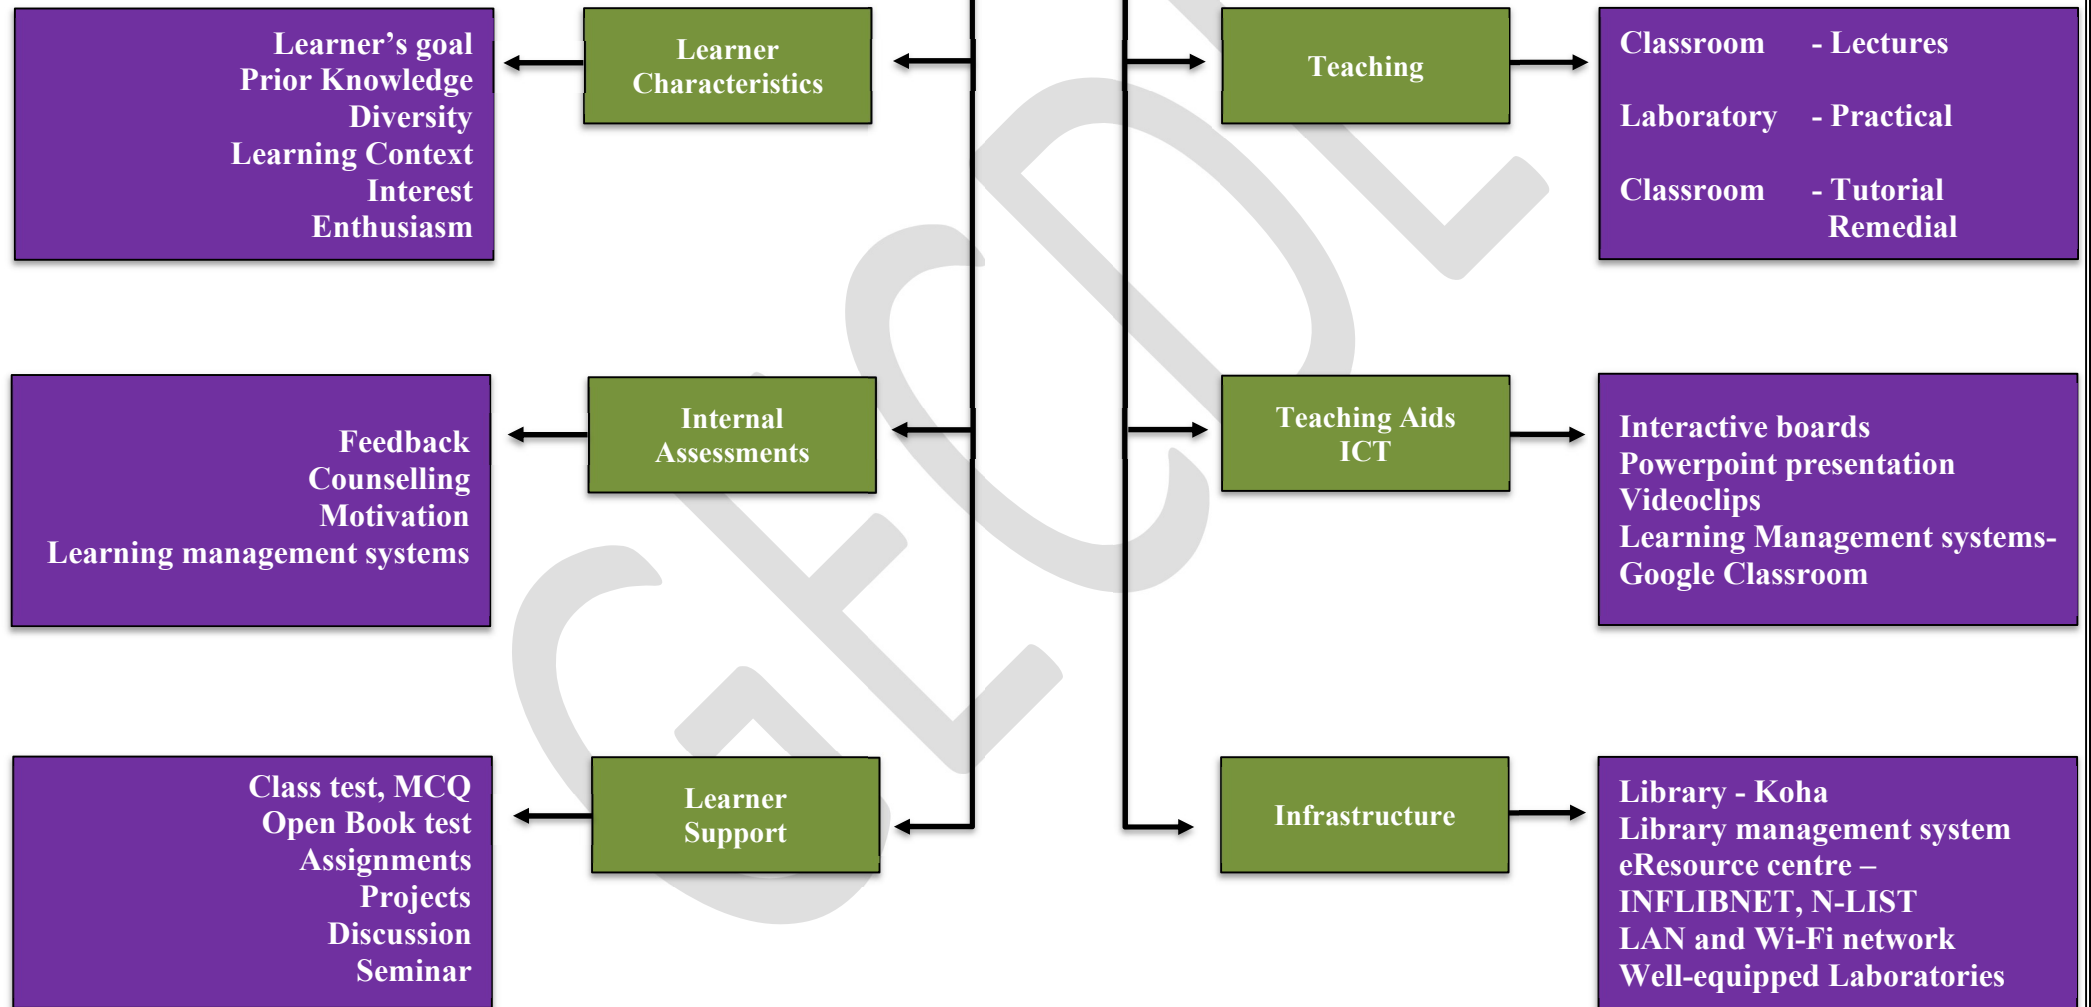 Learner’s goal
Prior Knowledge
Diversity
Learning Context
Interest
Enthusiasm
Learner
Characteristics
Teaching
Classroom - Lectures
Laboratory - Practical
Classroom - Tutorial
Remedial
Feedback
Counselling
Motivation
Learning management systems
Internal
Assessments
Teaching Aids
ICT
Interactive boards
Powerpoint presentation
Videoclips
Learning Management systems-
Google Classroom
Class test, MCQ
Open Book test
Assignments
Projects
Discussion
Seminar
Learner
Support
Infrastructure
Library - Koha
Library management system
eResource centre –
INFLIBNET, N-LIST
LAN and Wi-Fi network
Well-equipped Laboratories